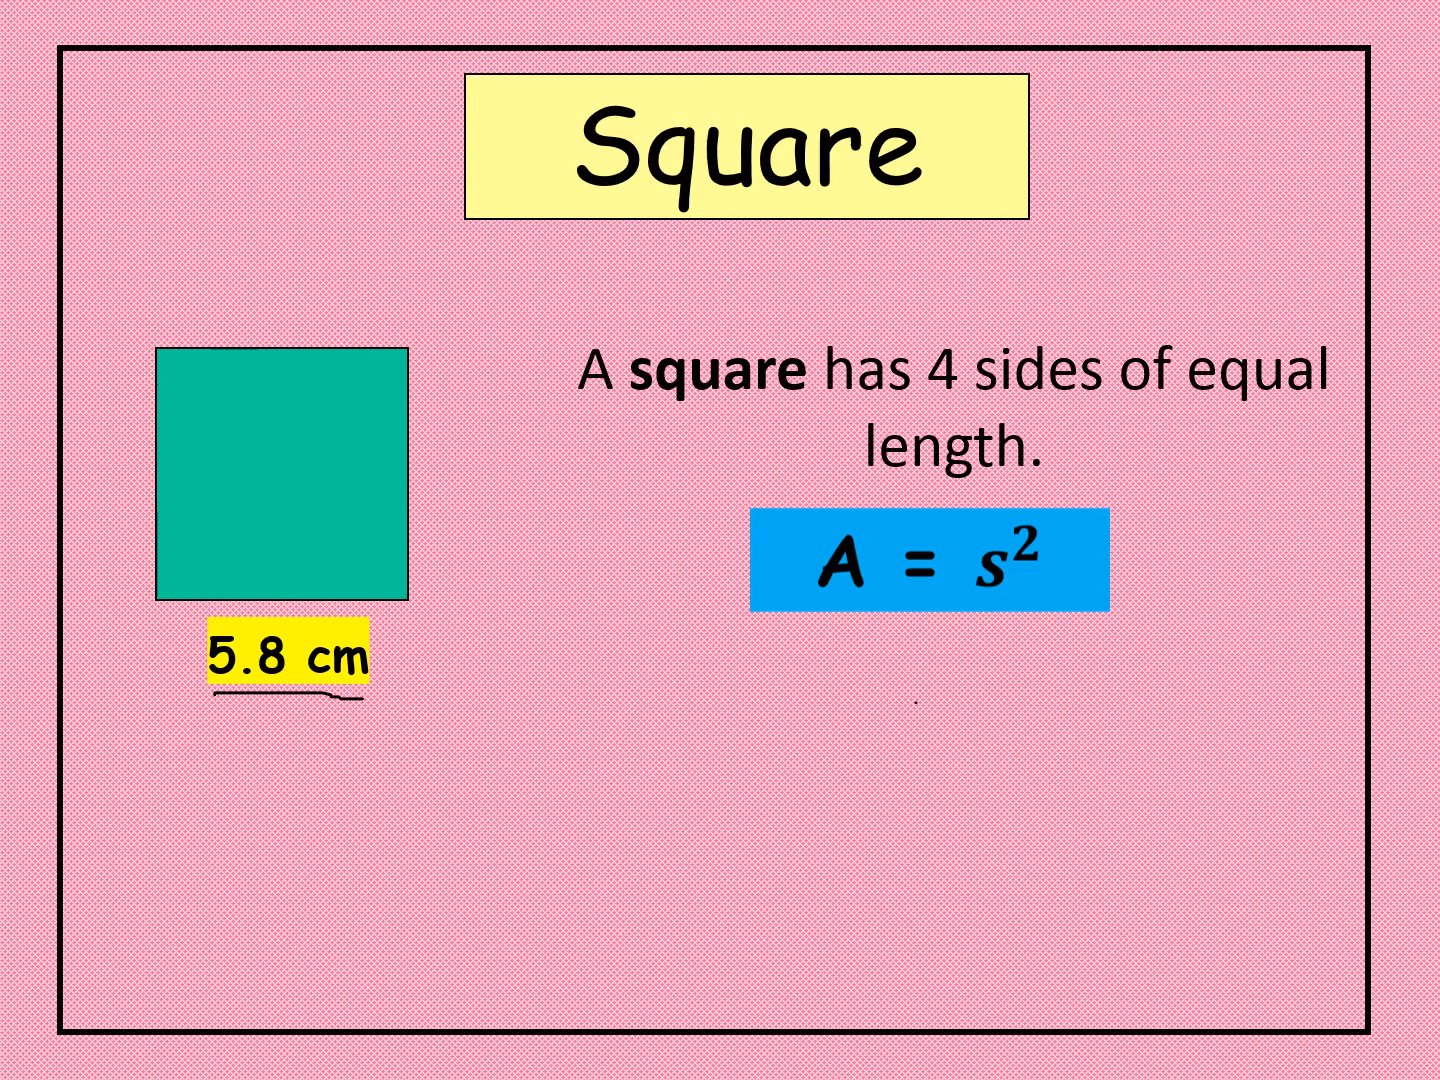 Square
A square has 4 sides of equal
length.
A = s²
5.8 cm